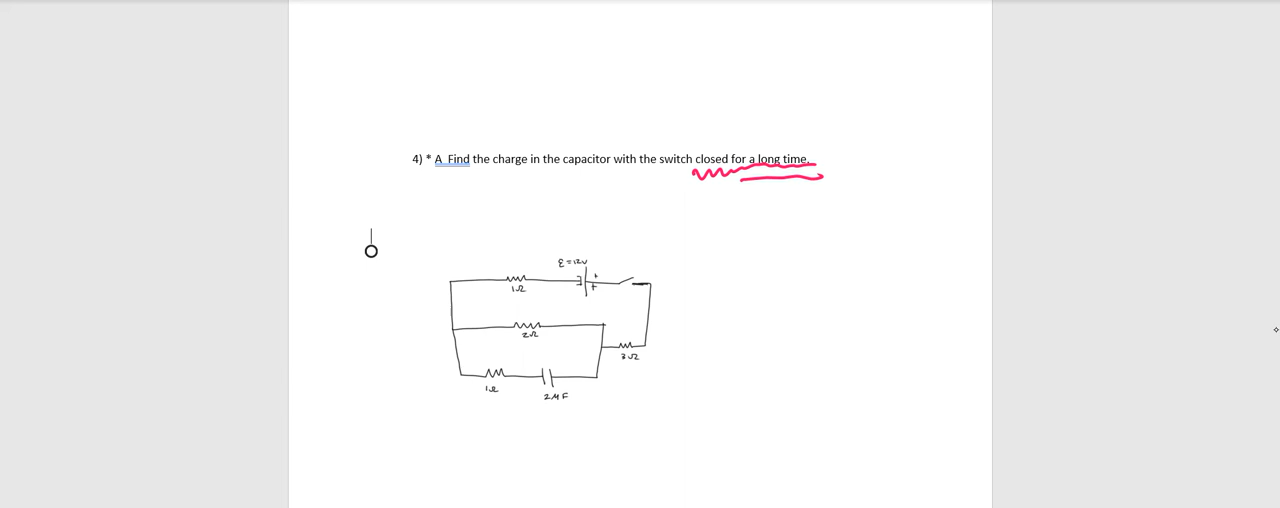 4) * A Find the charge in the capacitor with the switch closed for a long time.
ε = 12V
+
+
1Ω
2Ω
3Ω
1Ω
2MF